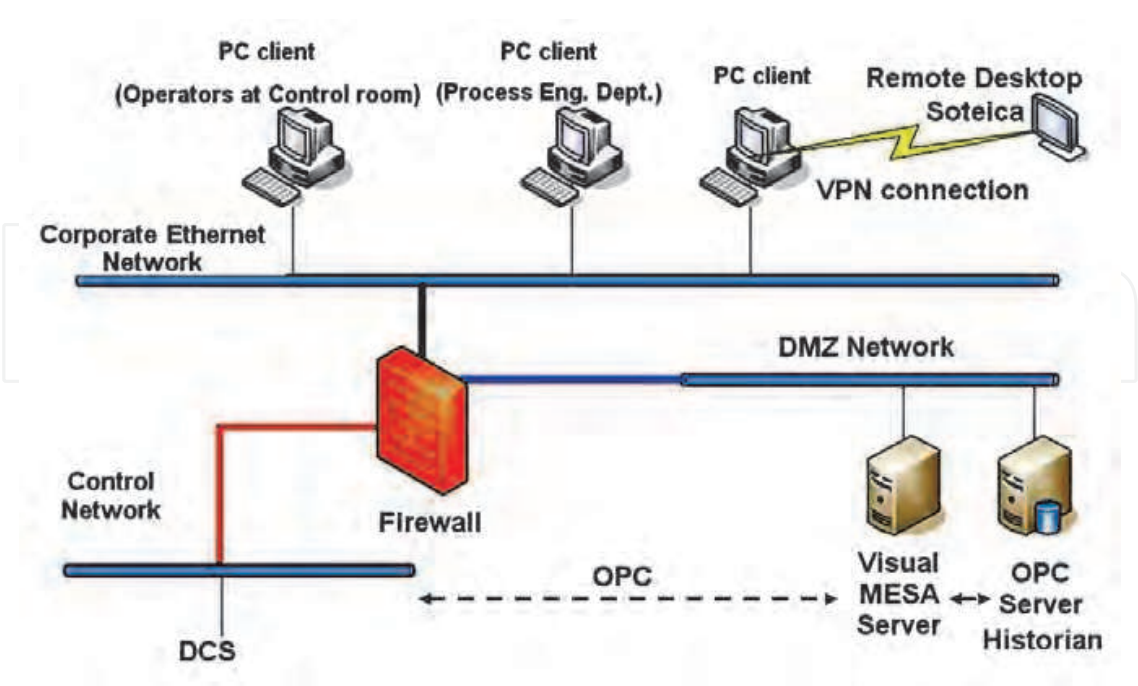 PC client
(Operators at Control room)
PC client
(Process Eng. Dept.)
PC client
Remote Desktop
Soteica
VPN connection
Corporate Ethernet
Network
DMZ Network
Control
Network
Firewall
DCS
OPC
Visual
MESA
Server
OPC
Server
Historian